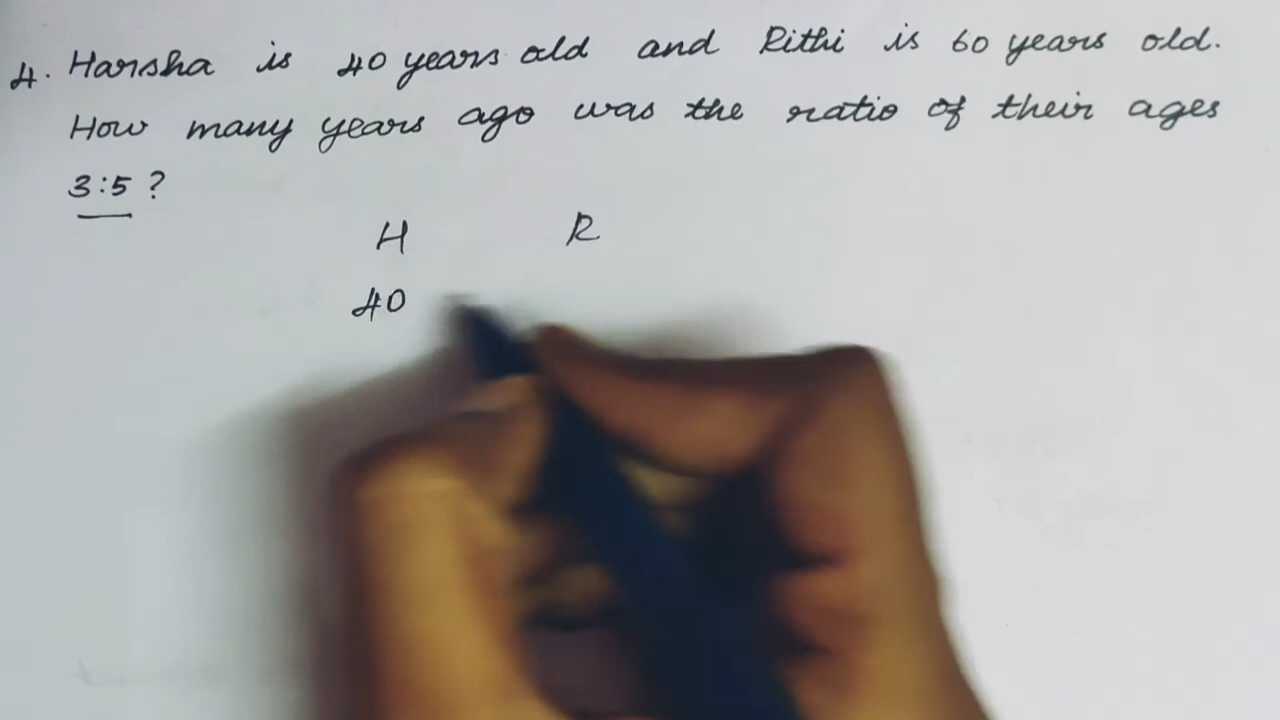 4. Harsha is 40 years old and Rithi is 60 years old.
How many years ago was the ratio of their ages
3:5 ?
H R
40